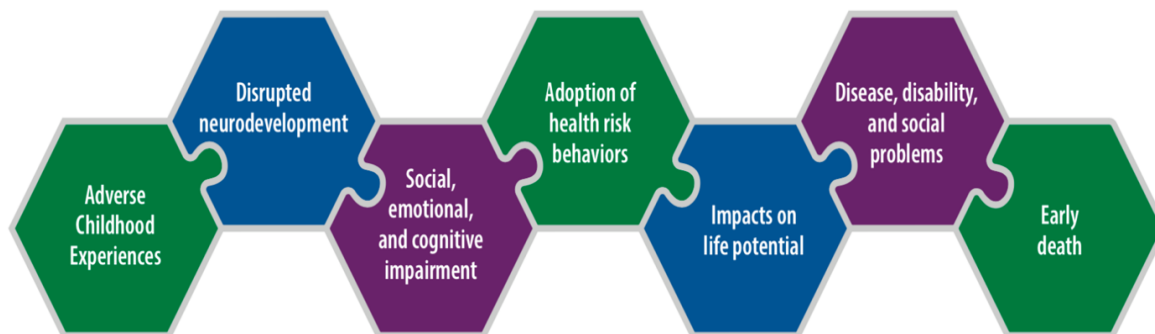 Adverse
Childhood
Experiences
Disrupted
neurodevelopment
Social,
emotional,
and cognitive
impairment
Adoption of
health risk
behaviors
Impacts on
life potential
Disease, disability,
and social
problems
Early
death